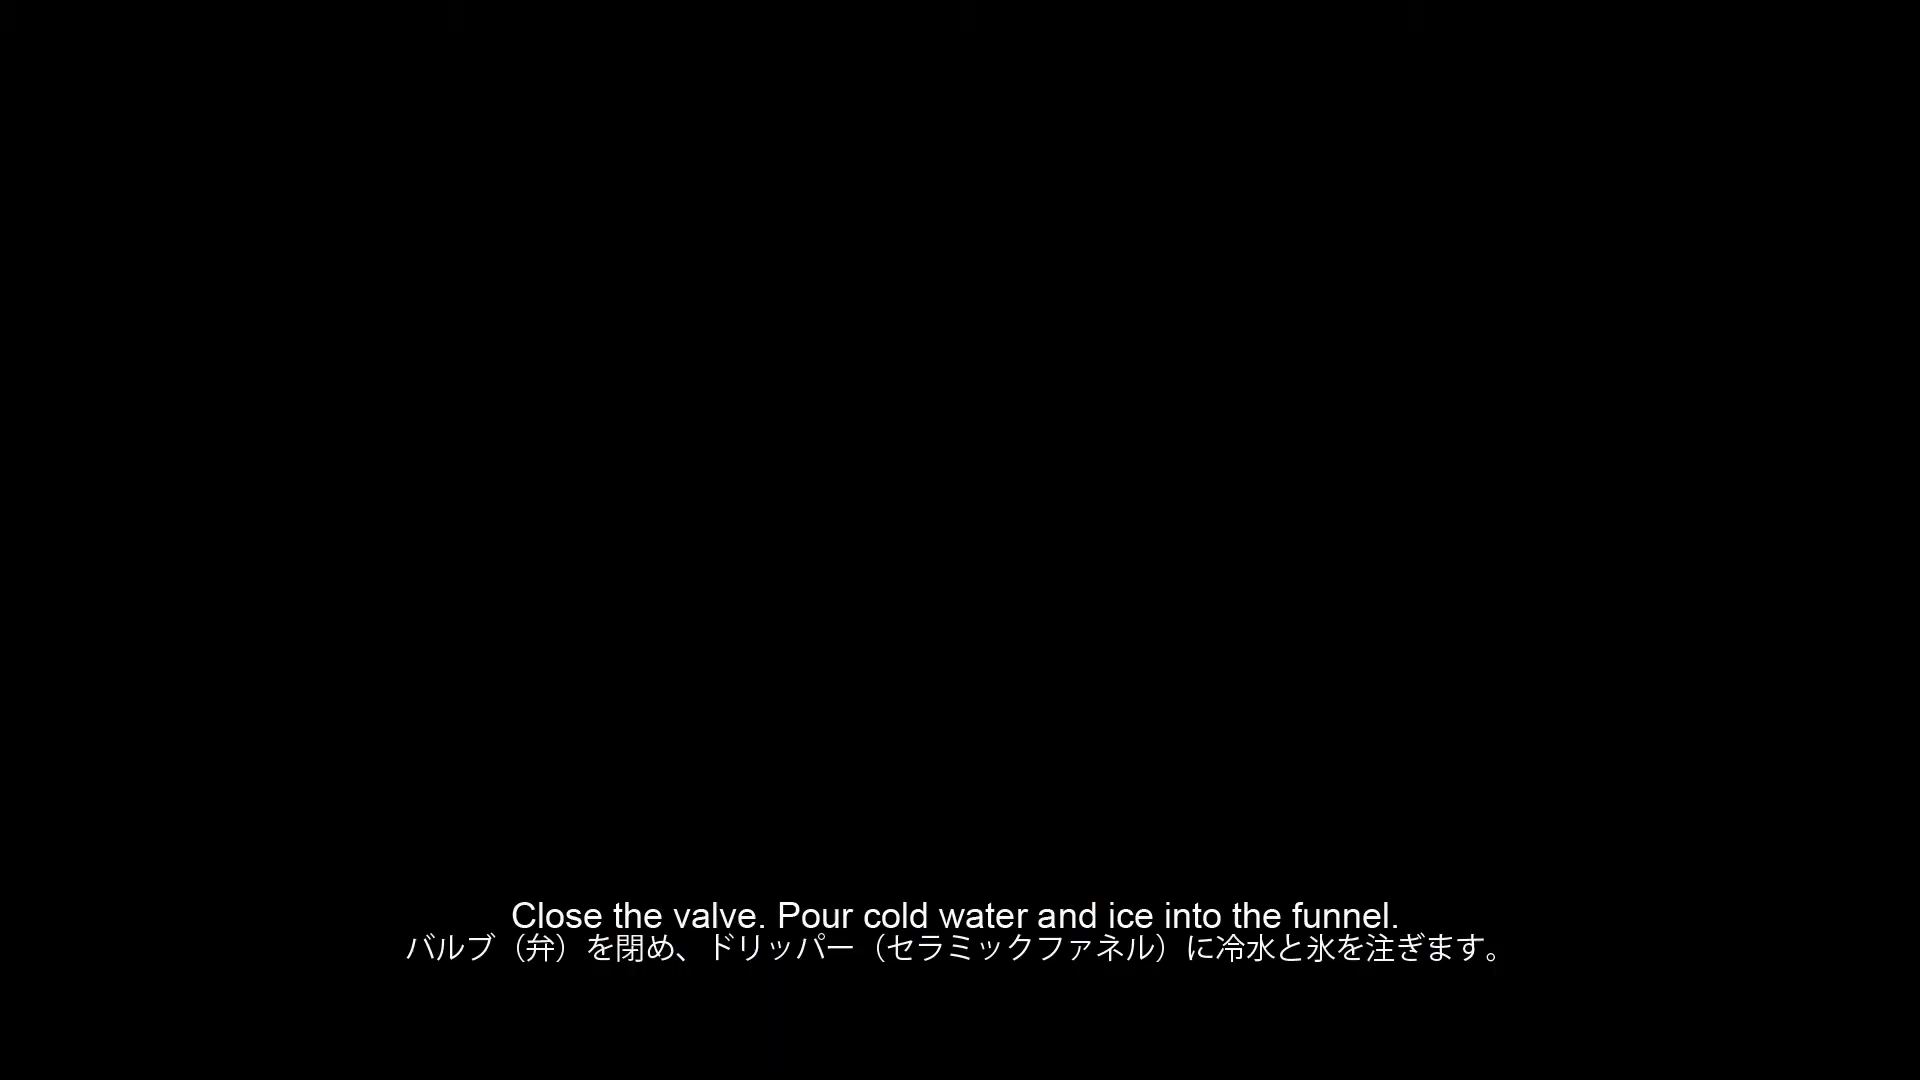 Close the valve. Pour cold water and ice into the funnel.
バルブ（弁）を閉め、ドリッパー（セラミックファネル）に冷水と氷を注ぎます。